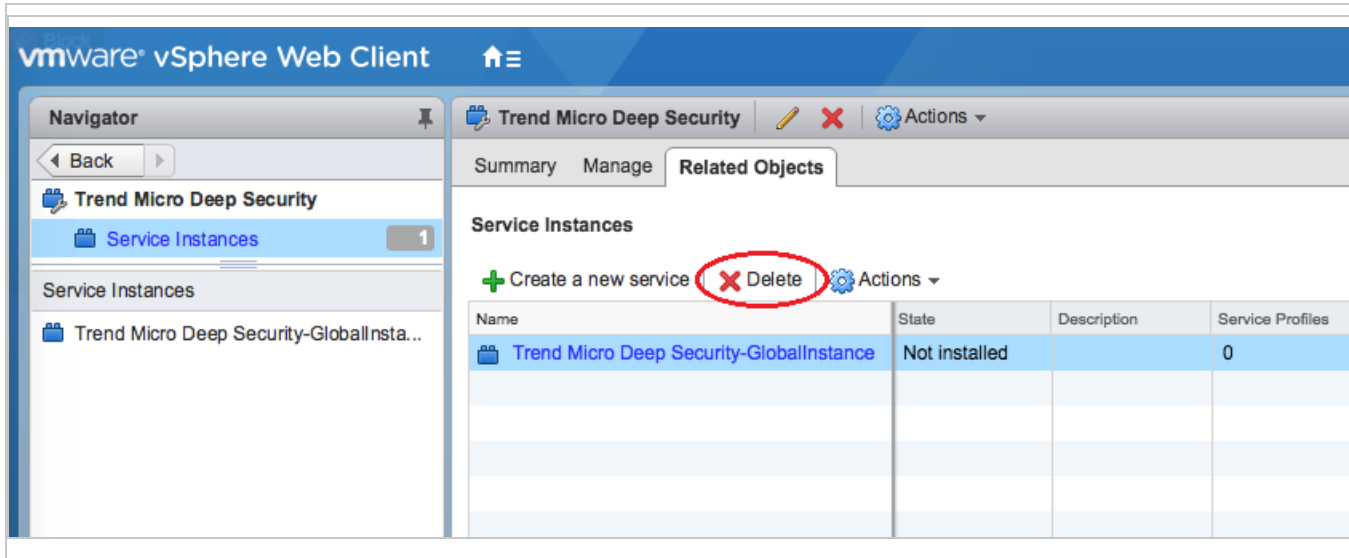 vmware® vSphere Web Client
Navigator
Back
Trend Micro Deep Security
Service Instances 1
Service Instances
Trend Micro Deep Security-GlobalInsta...
Trend Micro Deep Security Actions
Summary Manage Related Objects
Service Instances
Create a new service Delete Actions
Name State Description Service Profiles
Trend Micro Deep Security-GlobalInstance Not installed 0